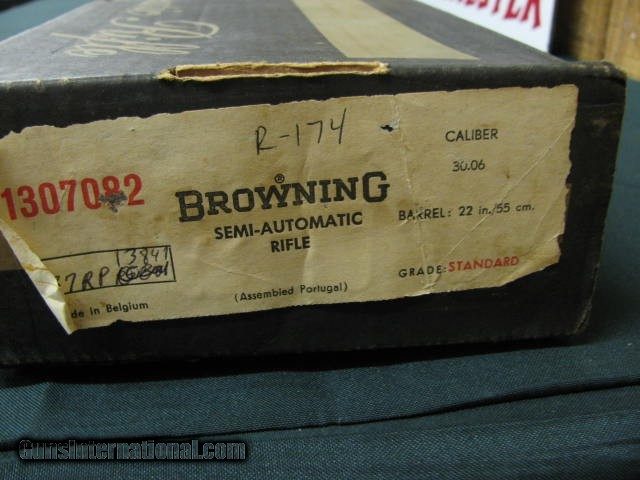 R-174
1307082
BROWNING
®
SEMI-AUTOMATIC
RIFLE
CALIBER
30.06
BARREL: 22 in./55 cm.
GRADE: STANDARD
3841
7RP
de in Belgium
(Assembled Portugal)
GunsInternational.com